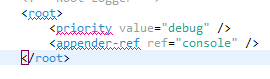 <root>
<priority value="debug" />
<appender-ref ref="console" />
</root>